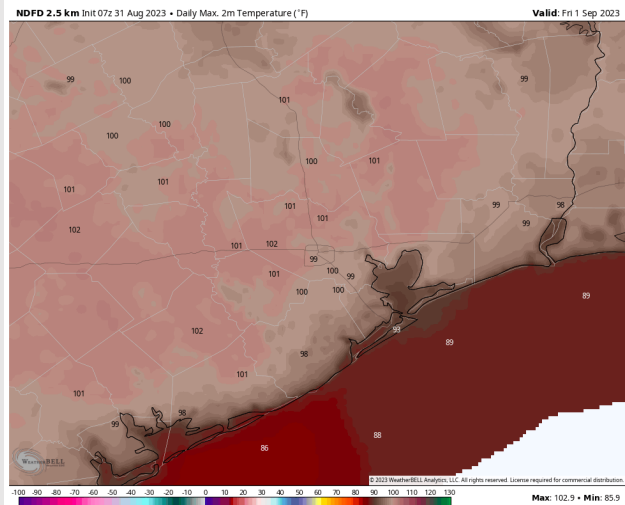 NDFD 2.5 km Init 07z 31 Aug 2023 • Daily Max. 2m Temperature (°F) Valid: Fri 1 Sep 2023
99 100 99
101
100
100
100 101
101 101
101 99 98
101 99
102
101 102
99
101 100 99
100 100
89
102 93
89
98
101
101
98
99
88
86
WEATHERBELL
© 2023 WeatherBELL Analytics, LLC. All rights reserved. License required for commercial distribution.
-100 -90 -80 -70 -60 -50 -40 -30 -20 -10 0 10 20 30 40 50 60 70 80 90 100 110 120 130
Max: 102.9 • Min: 85.9